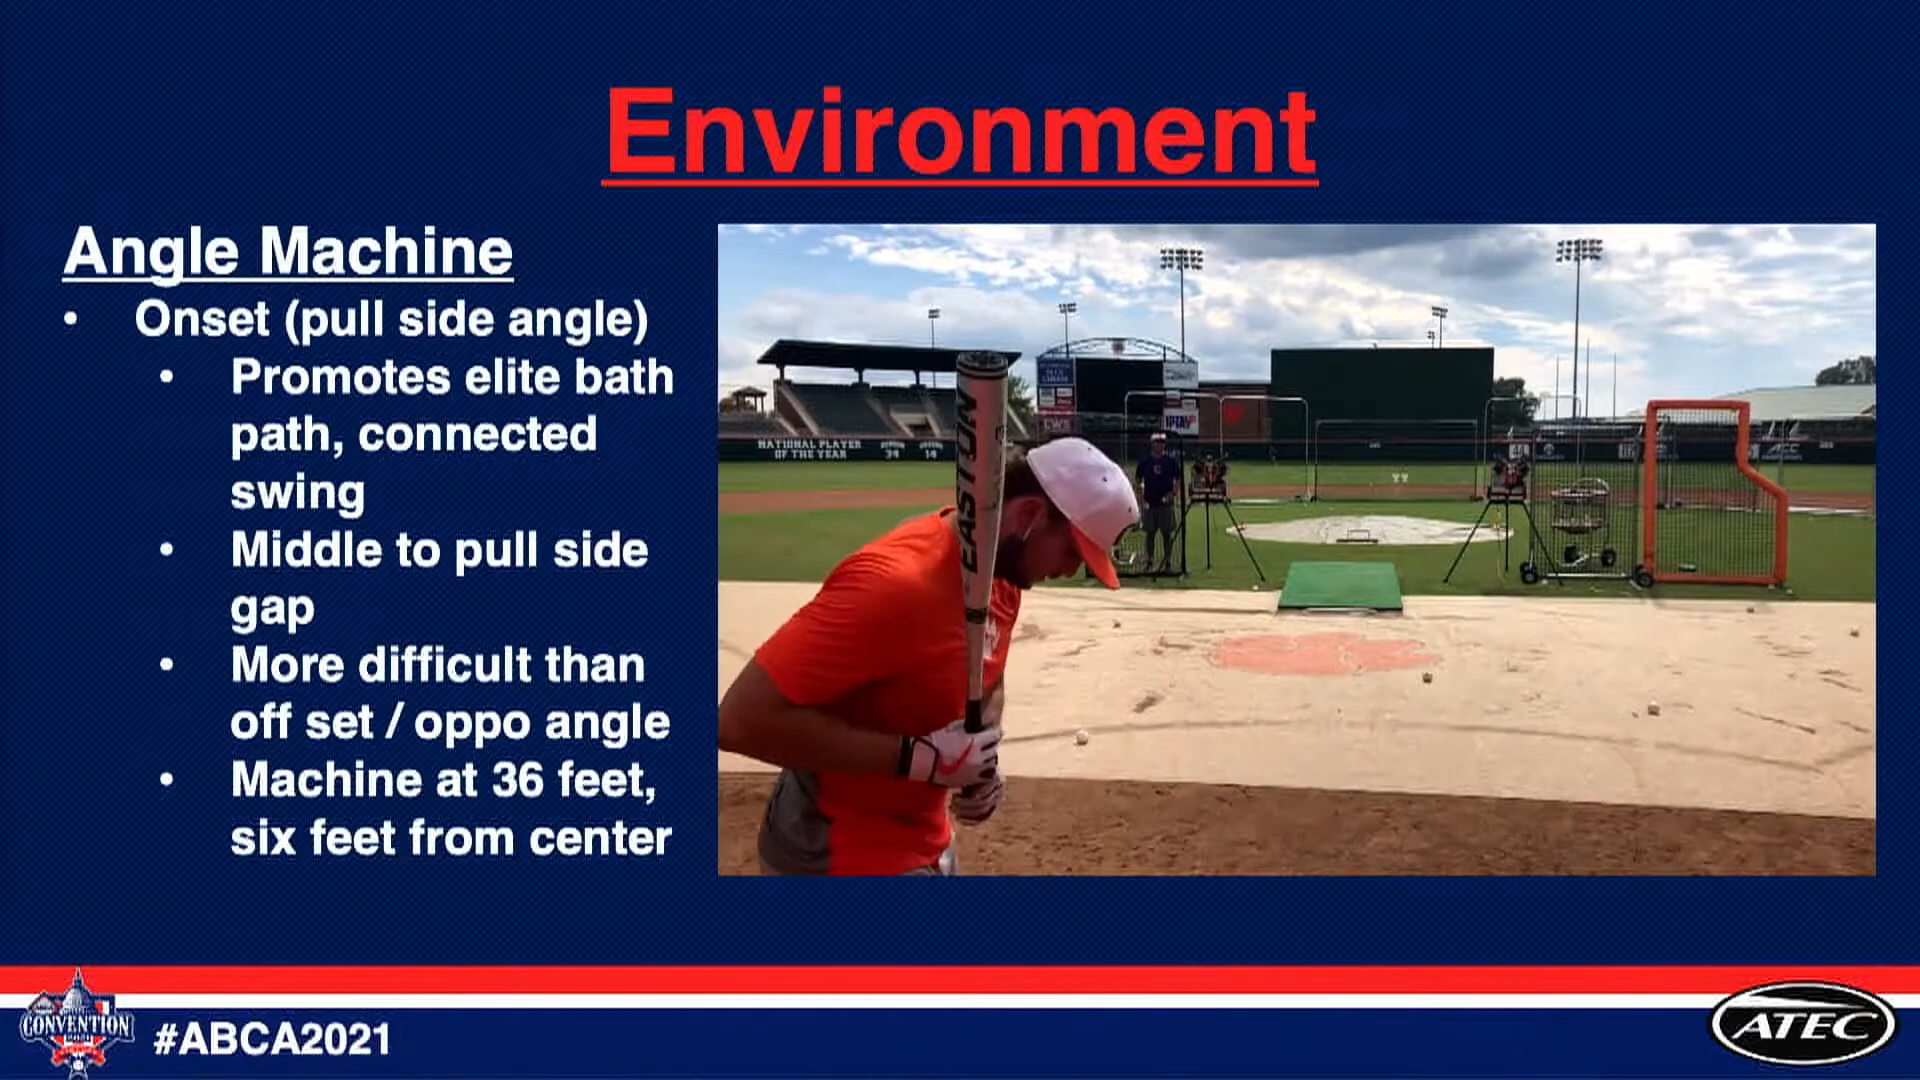 Environment
Angle Machine
• Onset (pull side angle)
• Promotes elite bath
path, connected
swing
• Middle to pull side
gap
• More difficult than
off set / oppo angle
• Machine at 36 feet,
six feet from center
EASTON
NATIONAL PLAYER
OF THE YEAR
IPTAY
CWS
CONVENTION
#ABCA2021
ATEC